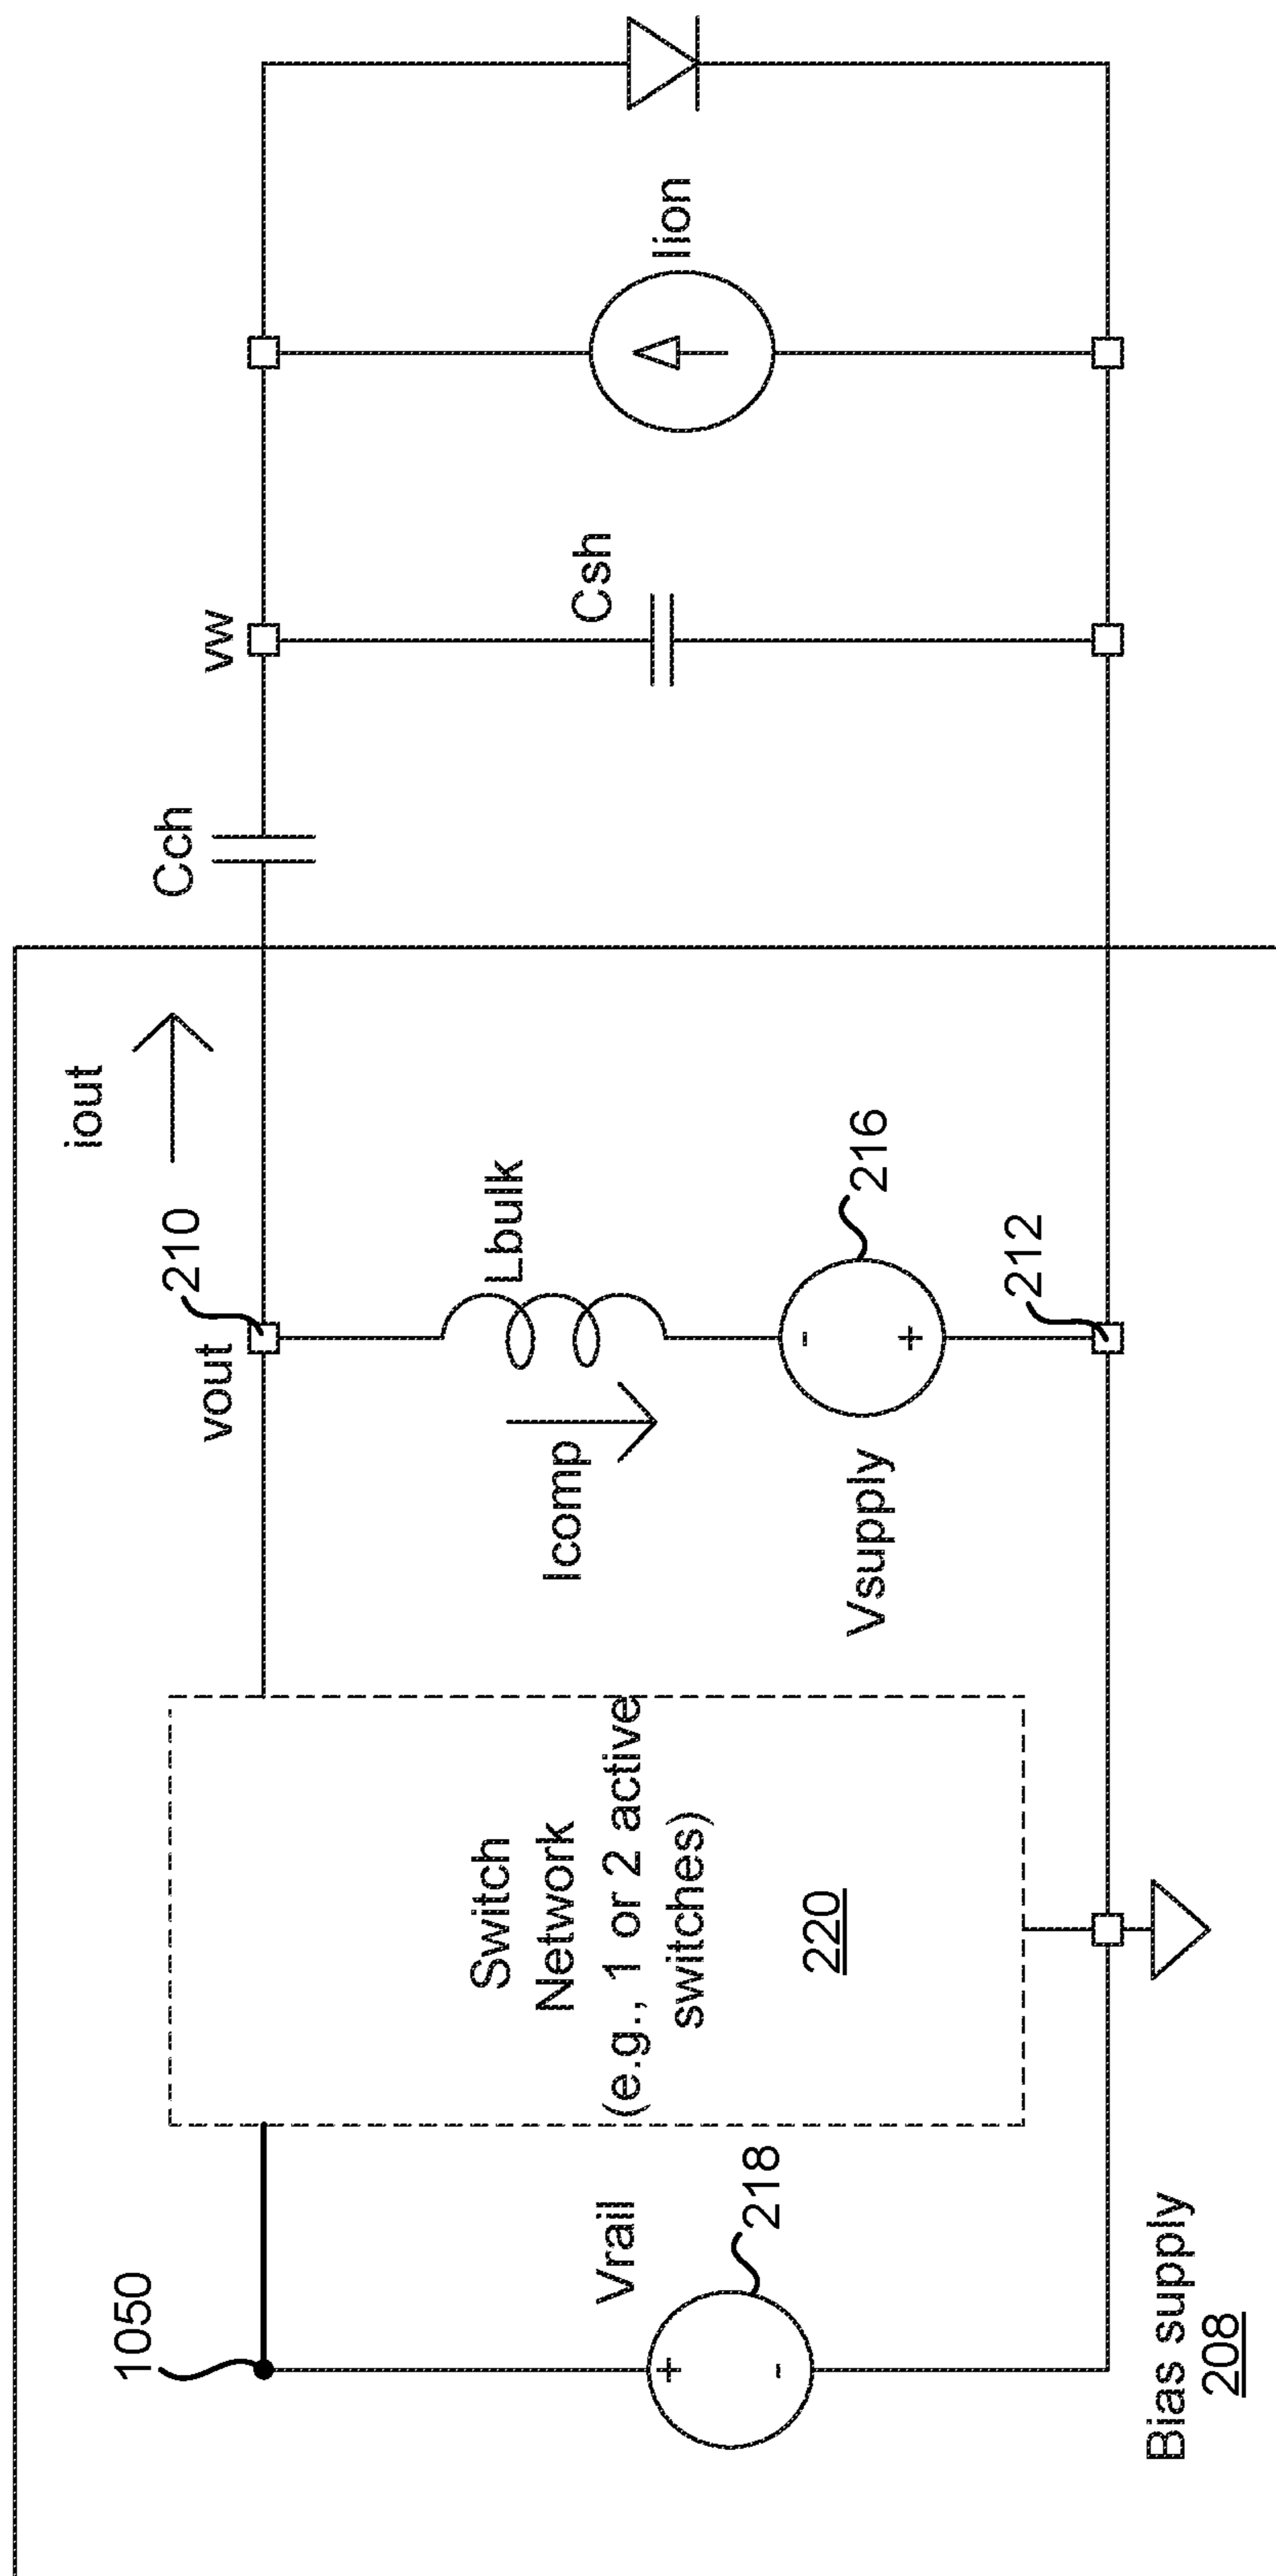 iout
1050
vout
210
Cch
vw
Switch
Network
(e.g., 1 or 2 active
switches)
220
Icomp
Lbulk
Csh
Iion
Vrail
+
-
218
Vsupply
-
+
216
212
Bias supply
208